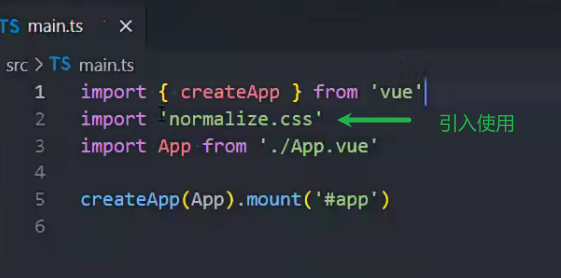 TS main.ts ×
src > TS main.ts
1 import { createApp } from 'vue'
2 import 'normalize.css' 引入使用
3 import App from './App.vue'
4
5 createApp(App).mount('#app')
6